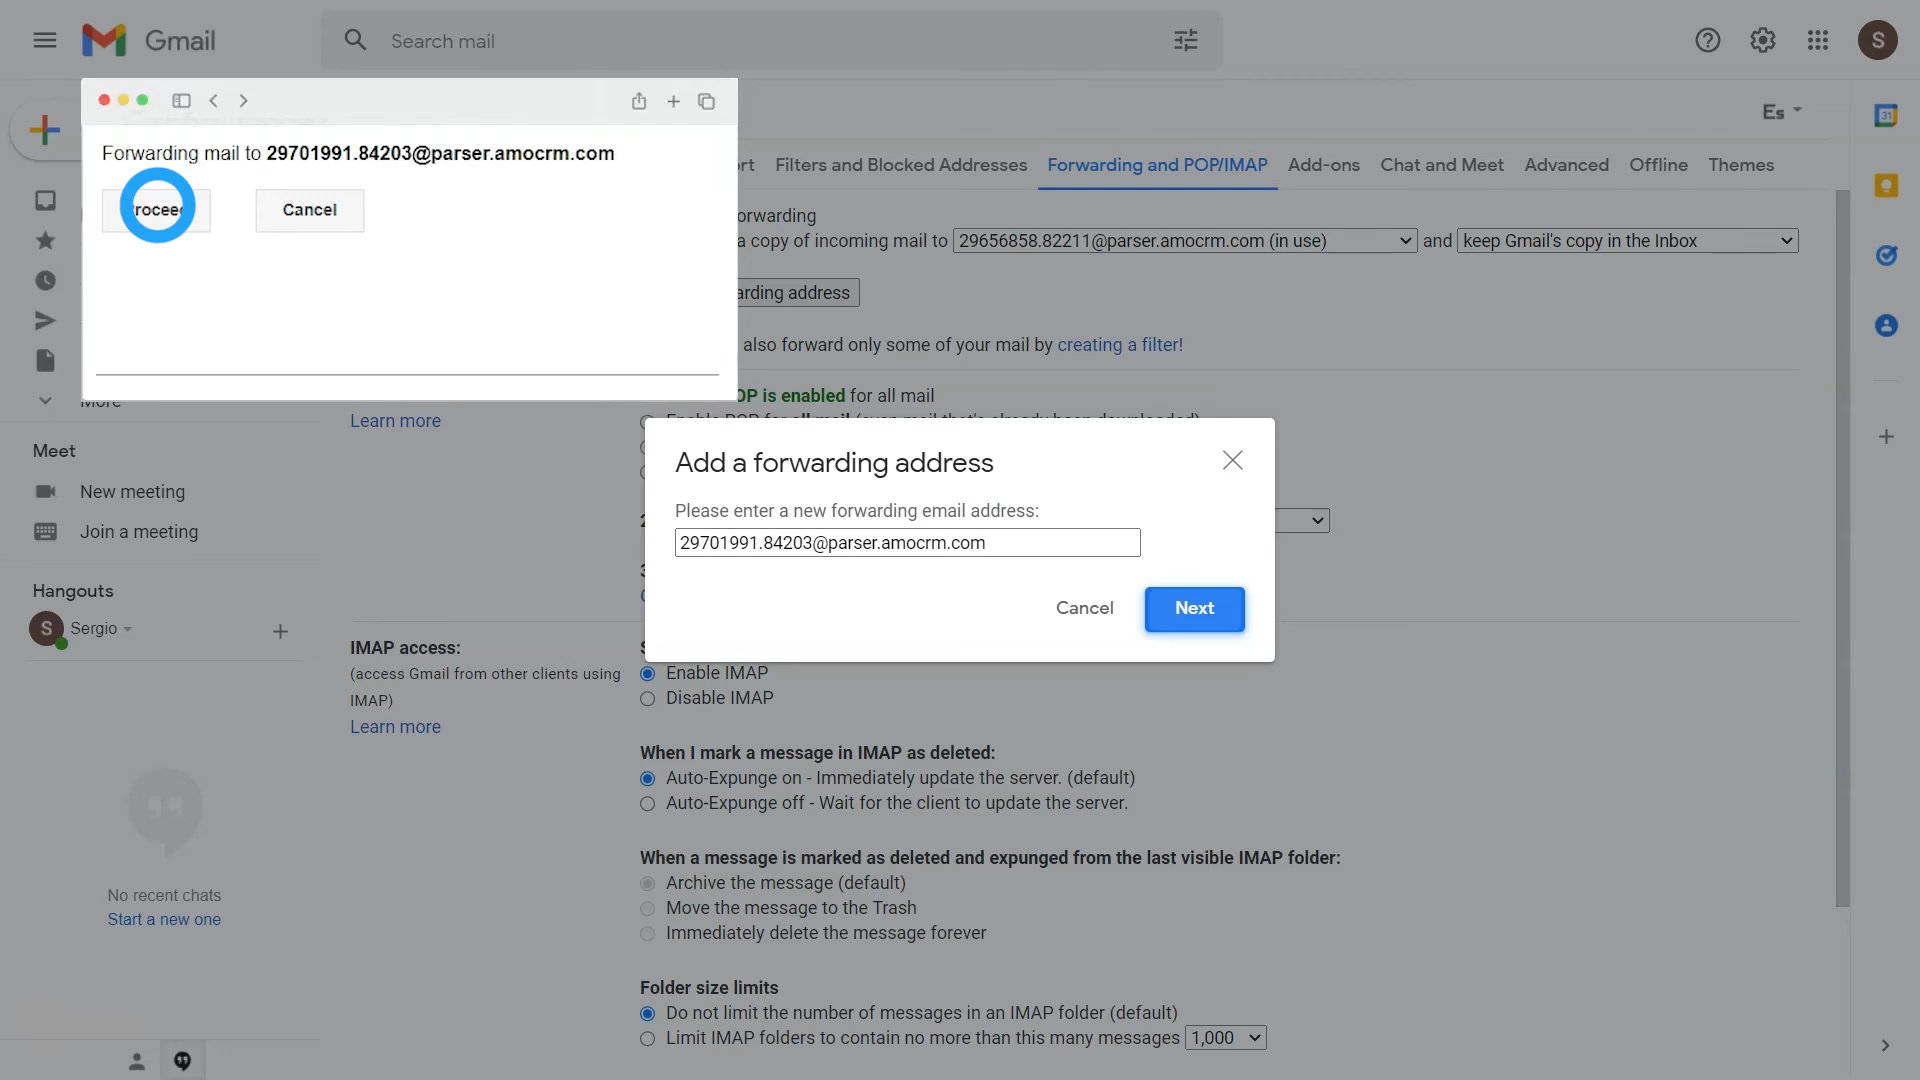 Gmail
Search mail
S
Es
Forwarding mail to 29701991.84203@parser.amocrm.com
Cancel
Filters and Blocked Addresses Forwarding and POP/IMAP Add-ons Chat and Meet Advanced Offline Themes
a copy of incoming mail to 29656858.82211@parser.amocrm.com (in use) and keep Gmail's copy in the Inbox
address
also forward only some of your mail by creating a filter!
is enabled for all mail
More
Learn more
Meet
New meeting
Join a meeting
Hangouts
S Sergio
No recent chats
Start a new one
Add a forwarding address
Please enter a new forwarding email address:
29701991.84203@parser.amocrm.com
Cancel Next
IMAP access:
(access Gmail from other clients using
IMAP)
Learn more
Enable IMAP
Disable IMAP
When I mark a message in IMAP as deleted:
Auto-Expunge on - Immediately update the server. (default)
Auto-Expunge off - Wait for the client to update the server.
When a message is marked as deleted and expunged from the last visible IMAP folder:
Archive the message (default)
Move the message to the Trash
Immediately delete the message forever
Folder size limits
Do not limit the number of messages in an IMAP folder (default)
Limit IMAP folders to contain no more than this many messages 1,000
31